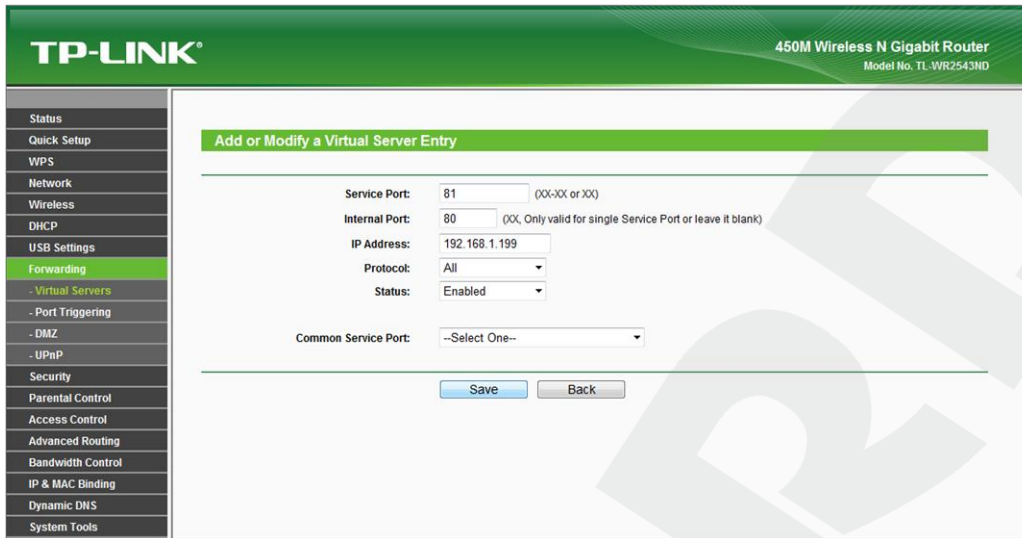 TP-LINK®
450M Wireless N Gigabit Router
Model No. TL-WR2543ND
Status
Quick Setup
WPS
Network
Wireless
DHCP
USB Settings
Forwarding
- Virtual Servers
- Port Triggering
- DMZ
- UPnP
Security
Parental Control
Access Control
Advanced Routing
Bandwidth Control
IP & MAC Binding
Dynamic DNS
System Tools
Add or Modify a Virtual Server Entry
Service Port: 81 (XX-XX or XX)
Internal Port: 80 (XX, Only valid for single Service Port or leave it blank)
IP Address: 192.168.1.199
Protocol: All
Status: Enabled
Common Service Port: --Select One--
Save Back